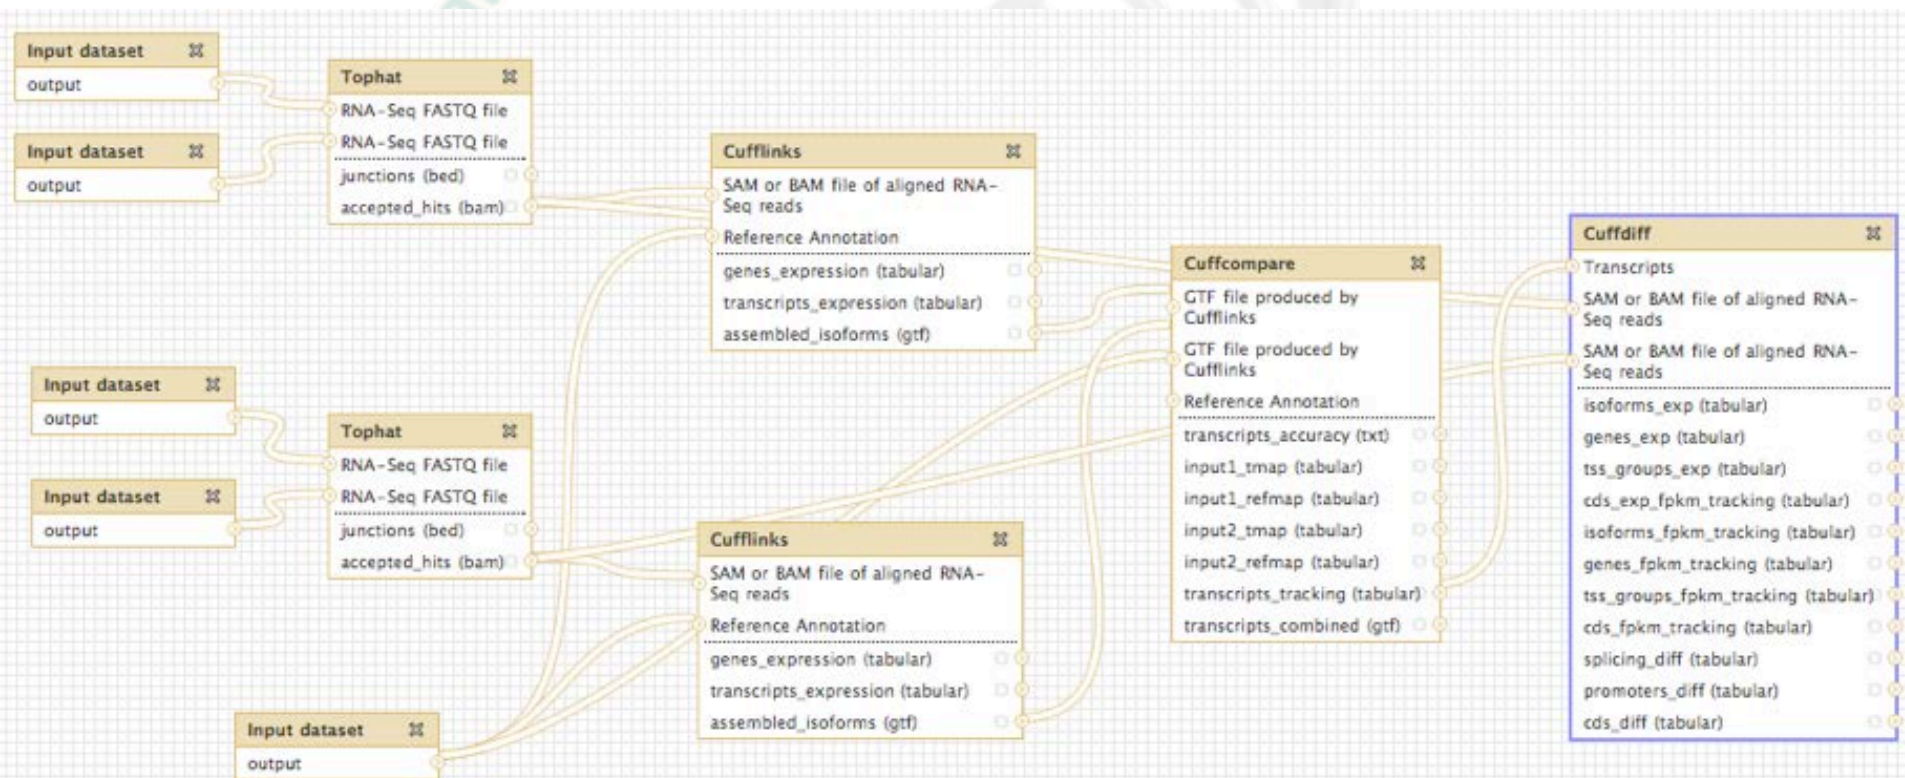 Input dataset
output
Input dataset
output
Tophat
RNA-Seq FASTQ file
RNA-Seq FASTQ file
junctions (bed)
accepted_hits (bam)
Cufflinks
SAM or BAM file of aligned RNA-
Seq reads
Reference Annotation
genes_expression (tabular)
transcripts_expression (tabular)
assembled_isoforms (gtf)
Input dataset
output
Input dataset
output
Tophat
RNA-Seq FASTQ file
RNA-Seq FASTQ file
junctions (bed)
accepted_hits (bam)
Cufflinks
SAM or BAM file of aligned RNA-
Seq reads
Reference Annotation
genes_expression (tabular)
transcripts_expression (tabular)
assembled_isoforms (gtf)
Input dataset
output
Cuffcompare
GTF file produced by
Cufflinks
GTF file produced by
Cufflinks
Reference Annotation
transcripts_accuracy (txt)
input1_tmap (tabular)
input1_refmap (tabular)
input2_tmap (tabular)
input2_refmap (tabular)
transcripts_tracking (tabular)
transcripts_combined (gtf)
Cuffdiff
Transcripts
SAM or BAM file of aligned RNA-
Seq reads
SAM or BAM file of aligned RNA-
Seq reads
isoforms_exp (tabular)
genes_exp (tabular)
tss_groups_exp (tabular)
cds_exp_fpkm_tracking (tabular)
isoforms_fpkm_tracking (tabular)
genes_fpkm_tracking (tabular)
tss_groups_fpkm_tracking (tabular)
cds_fpkm_tracking (tabular)
splicing_diff (tabular)
promoters_diff (tabular)
cds_diff (tabular)